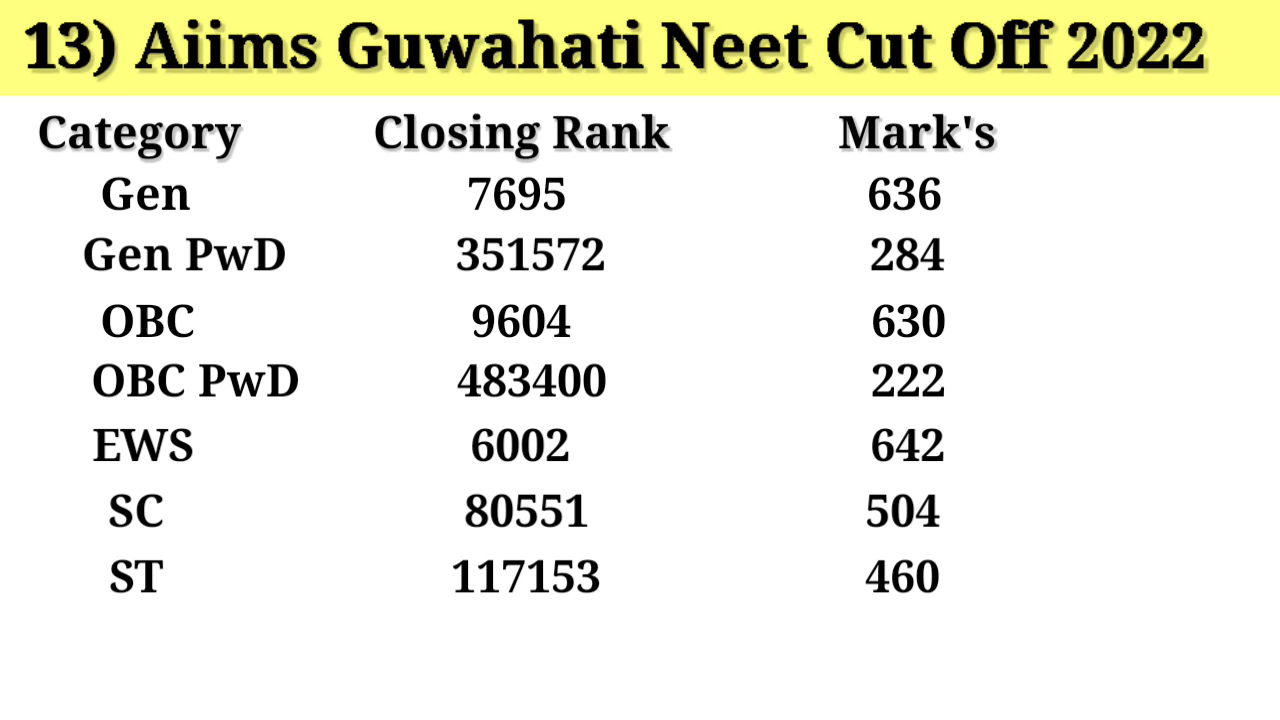 13) Aiims Guwahati Neet Cut Off 2022
Category Closing Rank Mark's
Gen 7695 636
Gen PwD 351572 284
OBC 9604 630
OBC PwD 483400 222
EWS 6002 642
SC 80551 504
ST 117153 460